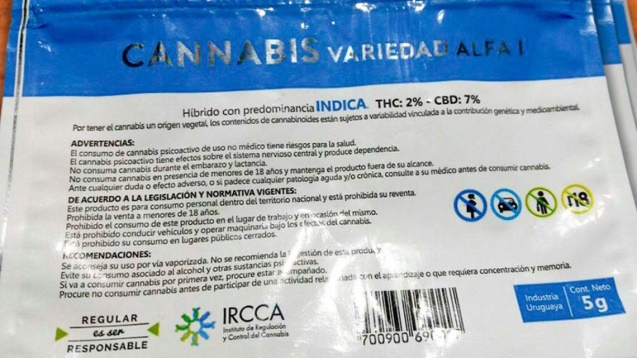 CANNABIS VARIEDAD ALFA I
Híbrido con predominancia INDICA. THC: 2% - CBD: 7%
Por tener el cannabis un origen vegetal, los contenidos de cannabinoides están sujetos a variabilidad vinculada a la contribución genética y medioambiental.
ADVERTENCIAS:
El consumo de cannabis psicoactivo de uso no médico tiene riesgos para la salud.
El cannabis psicoactivo tiene efectos sobre el sistema nervioso central y produce dependencia.
No consuma cannabis durante el embarazo y lactancia.
No consuma cannabis en presencia de menores de 18 años y mantenga el producto fuera de su alcance.
Ante cualquier duda o efecto adverso, o si padece cualquier patología aguda y/o crónica, consulte a su médico antes de consumir cannabis.
DE ACUERDO A LA LEGISLACIÓN Y NORMATIVA VIGENTES:
Este producto es para consumo personal dentro del territorio nacional y está prohibida su reventa.
Prohibida la venta a menores de 18 años.
Prohibido el consumo de este producto en el lugar de trabajo y en ocasión del mismo.
Está prohibido conducir vehículos y operar maquinaria bajo los efectos del cannabis.
Está prohibido su consumo en lugares públicos cerrados.
RECOMENDACIONES:
Se aconseja su uso por vía vaporizada. No se recomienda la ingestión de este producto
Evite su consumo asociado al alcohol y otras sustancias psicoactivas.
Si va a consumir cannabis por primera vez, procure estar acompañado.
Procure no consumir cannabis antes de participar de una actividad relacionada con el aprendizaje o que requiera concentración y memoria.
REGULAR
es ser
RESPONSABLE
IRCCA
Instituto de Regulación
y Control del Cannabis
Industria
Uruguaya
Cont. Neto
5g